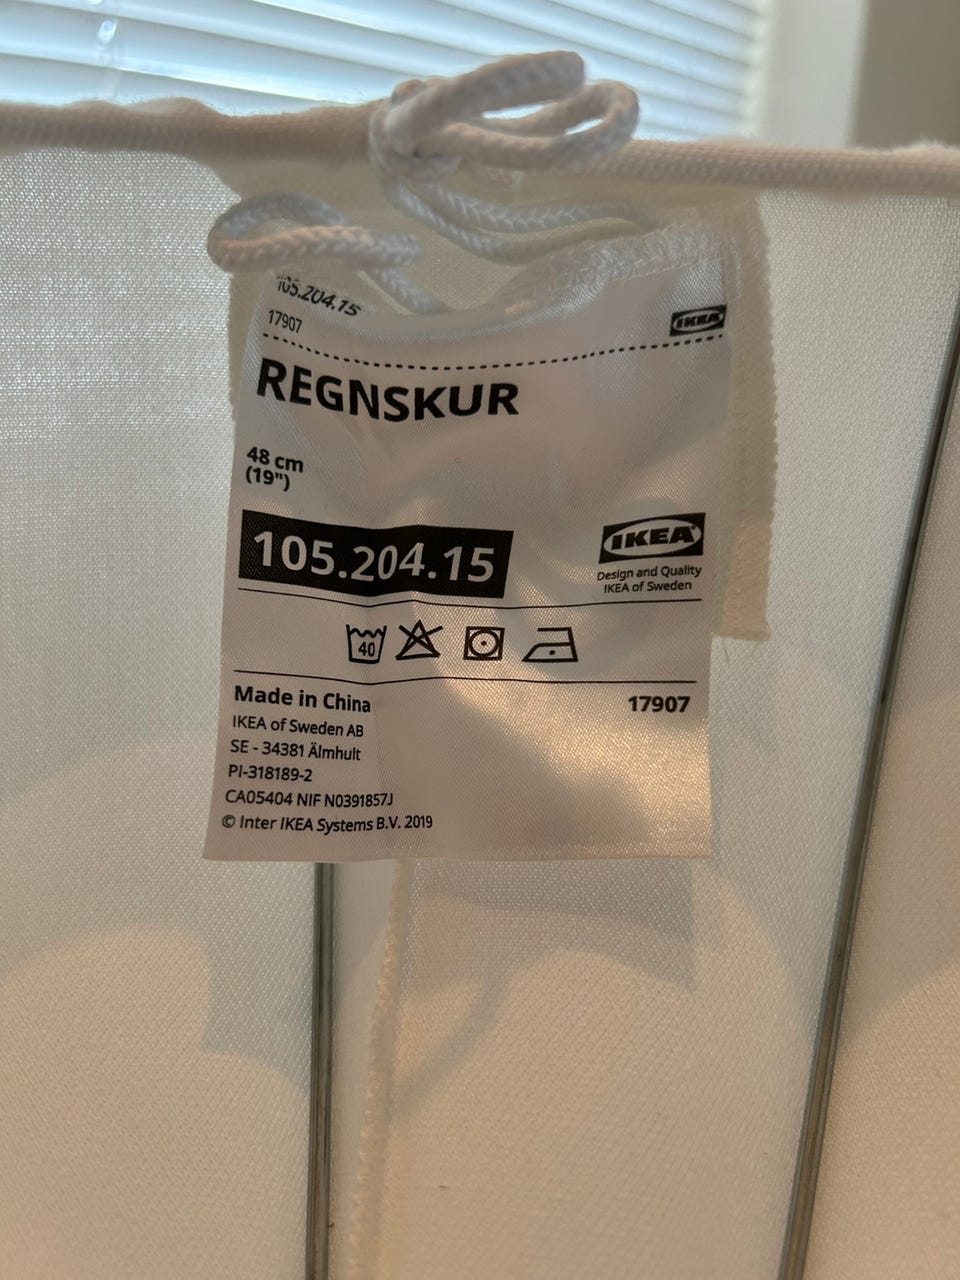 105.204.15
17907
IKEA
REGNSKUR
48 cm
(19")
105.204.15
IKEA
Design and Quality
IKEA of Sweden
40
Made in China
17907
IKEA of Sweden AB
SE - 34381 Älmhult
PI-318189-2
CA05404 NIF N0391857J
© Inter IKEA Systems B.V. 2019